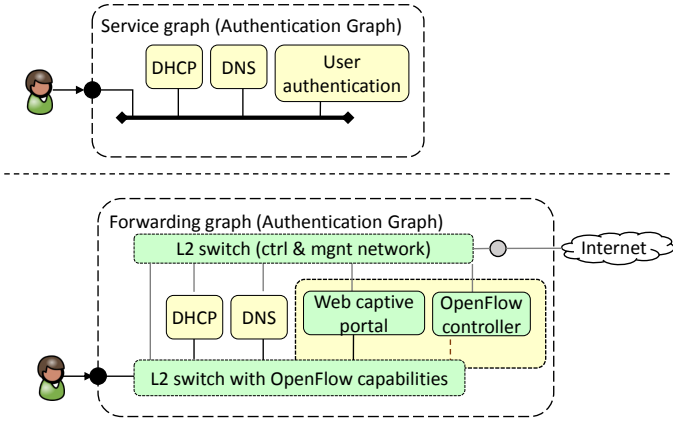 Service graph (Authentication Graph)
DHCP
DNS
User
authentication
Forwarding graph (Authentication Graph)
L2 switch (ctrl & mgnt network)
Internet
DHCP
DNS
Web captive
portal
OpenFlow
controller
L2 switch with OpenFlow capabilities